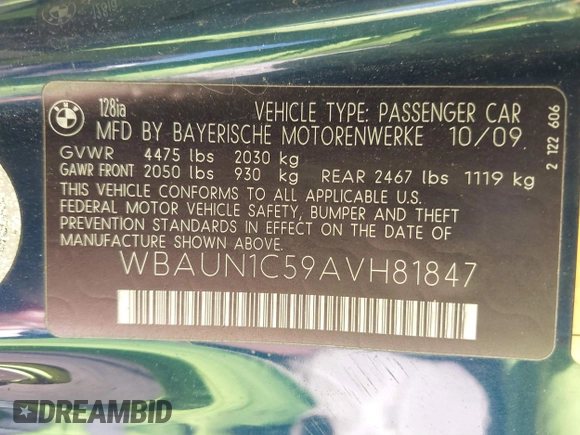 BMW 128ia VEHICLE TYPE: PASSENGER CAR
MFD BY BAYERISCHE MOTORENWERKE 10/09
GVWR 4475 lbs 2030 kg
GAWR FRONT 2050 lbs 930 kg REAR 2467 lbs 1119 kg
THIS VEHICLE CONFORMS TO ALL APPLICABLE U.S.
FEDERAL MOTOR VEHICLE SAFETY, BUMPER AND THEFT
PREVENTION STANDARDS IN EFFECT ON THE DATE OF
MANUFACTURE SHOWN ABOVE.
WBAUN1C59AVH81847
2 122 606
DREAMBID